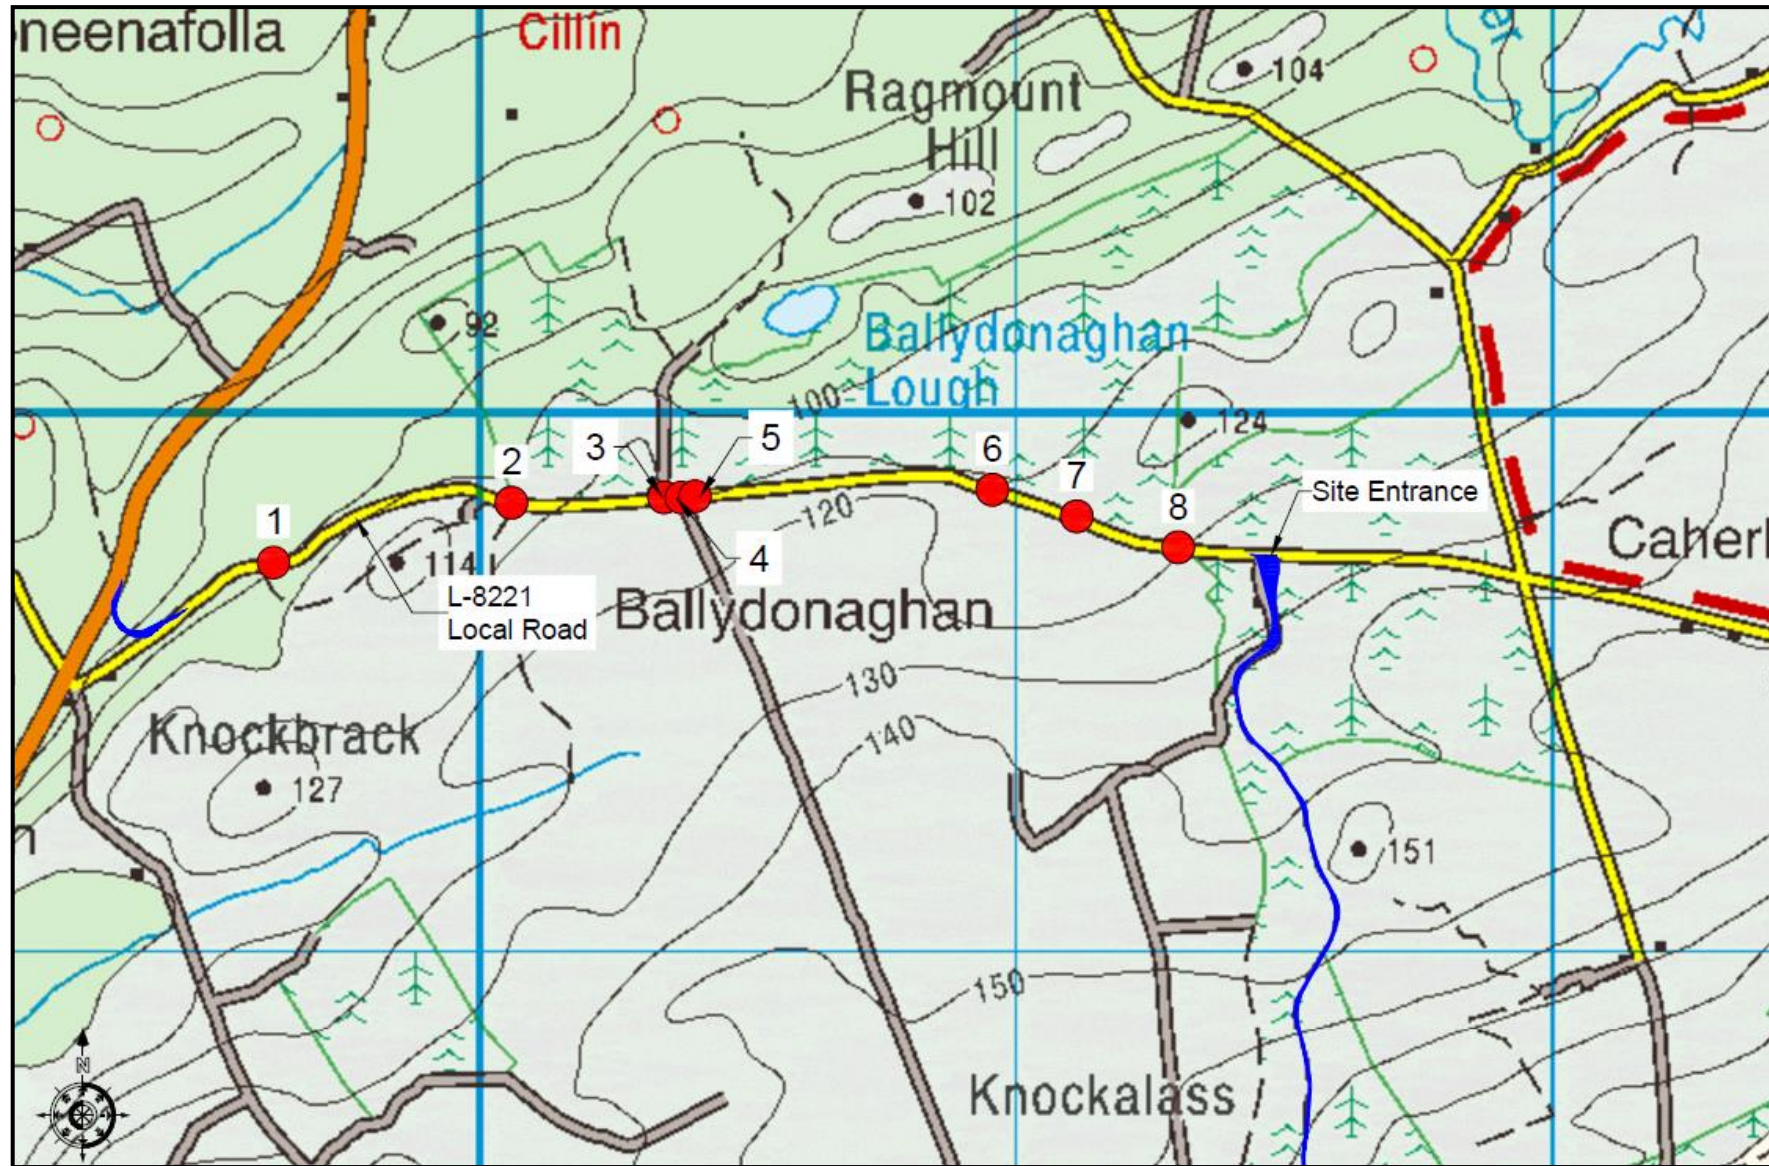 neenafolla
Cillín
Ragmount
Hill
104
102
92
Ballydonaghan
Lough
100
124
1
2
3
4
5
6
7
8
Site Entrance
120
114
L-8221
Local Road
Ballydonaghan
Caherl
130
140
Knockbrack
127
151
150
Knockalass
N